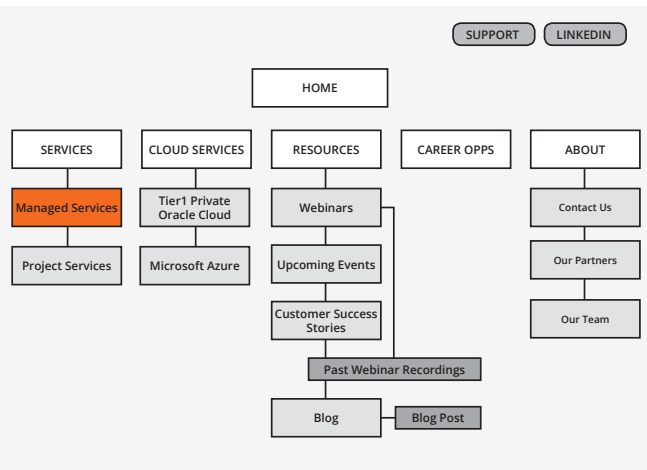 SUPPORT
LINKEDIN
HOME
SERVICES
CLOUD SERVICES
RESOURCES
CAREER OPPS
ABOUT
Managed Services
Tier1 Private
Oracle Cloud
Webinars
Contact Us
Project Services
Microsoft Azure
Upcoming Events
Our Partners
Customer Success
Stories
Our Team
Past Webinar Recordings
Blog
Blog Post